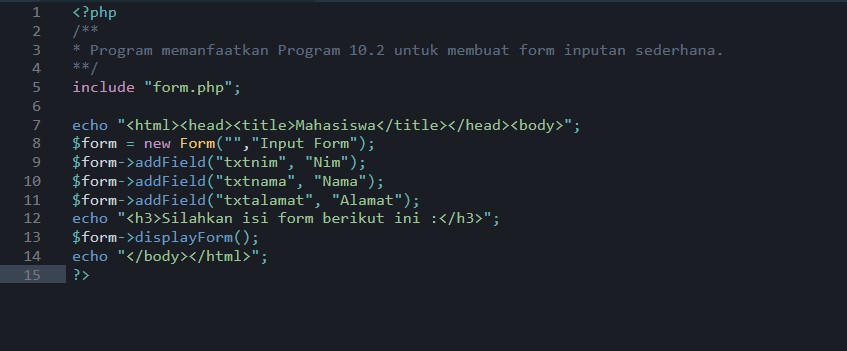 1 <?php
2 /**
3 * Program memanfaatkan Program 10.2 untuk membuat form inputan sederhana.
4 **/
5 include "form.php";
6
7 echo "<html><head><title>Mahasiswa</title></head><body>";
8 $form = new Form("","Input Form");
9 $form->addField("txtnim", "Nim");
10 $form->addField("txtnama", "Nama");
11 $form->addField("txtalamat", "Alamat");
12 echo "<h3>Silahkan isi form berikut ini :</h3>";
13 $form->displayForm();
14 echo "</body></html>";
15 ?>